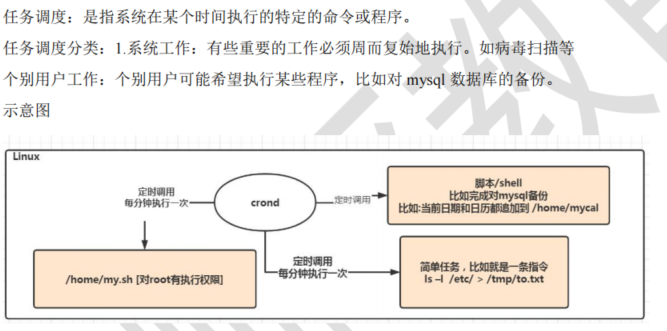 任务调度：是指系统在某个时间执行的特定的命令或程序。
任务调度分类：1.系统工作：有些重要的工作必须周而复始地执行。如病毒扫描等
个别用户工作：个别用户可能希望执行某些程序，比如对 mysql 数据库的备份。
示意图
Linux
定时调用
每分钟执行一次
crond
定时调用
脚本/shell
比如完成对mysql备份
比如:当前日期和日历都追加到 /home/mycal
/home/my.sh [对root有执行权限]
定时调用
每分钟执行一次
简单任务，比如就是一条指令
ls –l  /etc/ > /tmp/to.txt